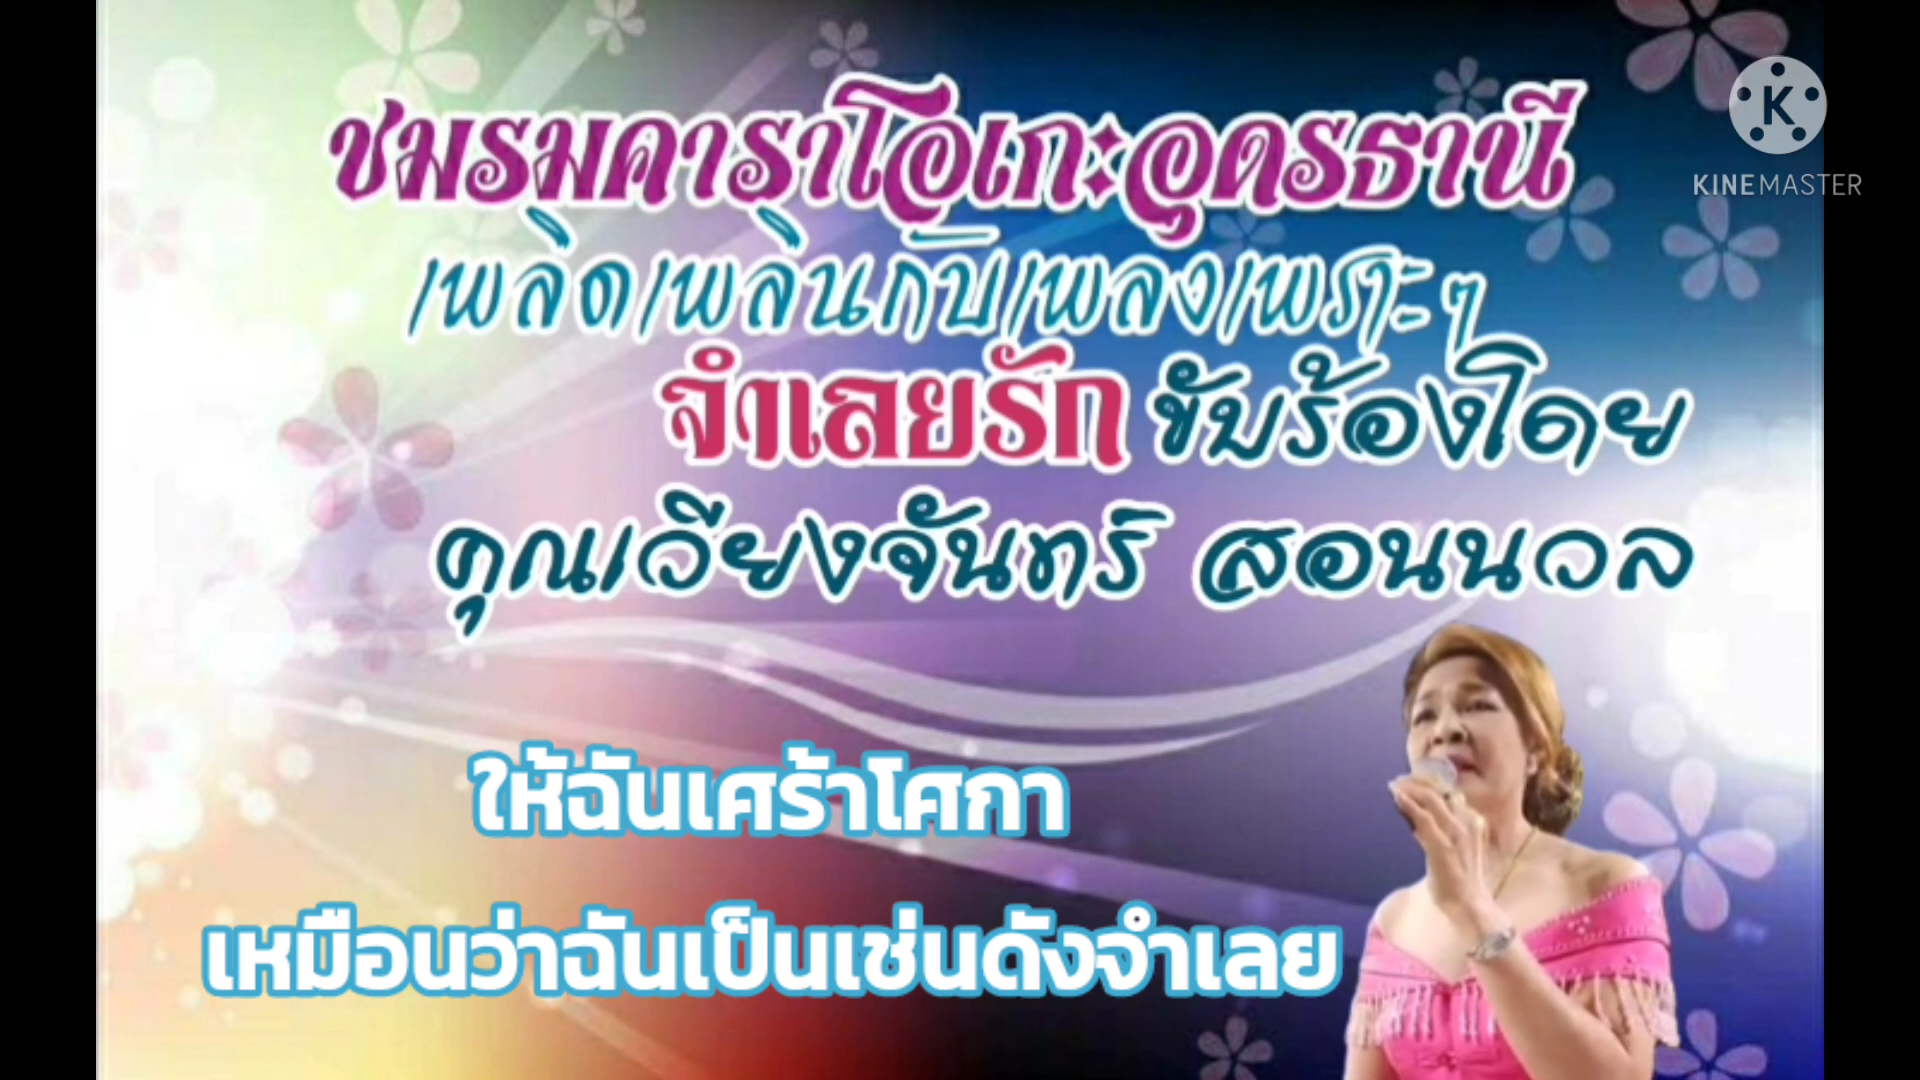 ชมรมคาราโอเกะอุดรธานี
เพลิดเพลินกับเพลงเพราะๆ
จำเลยรัก ขับร้องโดย
คุณเวียงจันทร์ สอนนวล
ให้ฉันเศร้าโศกา
เหมือนว่าฉันเป็นเช่นดังจำเลย
K
KINEMASTER